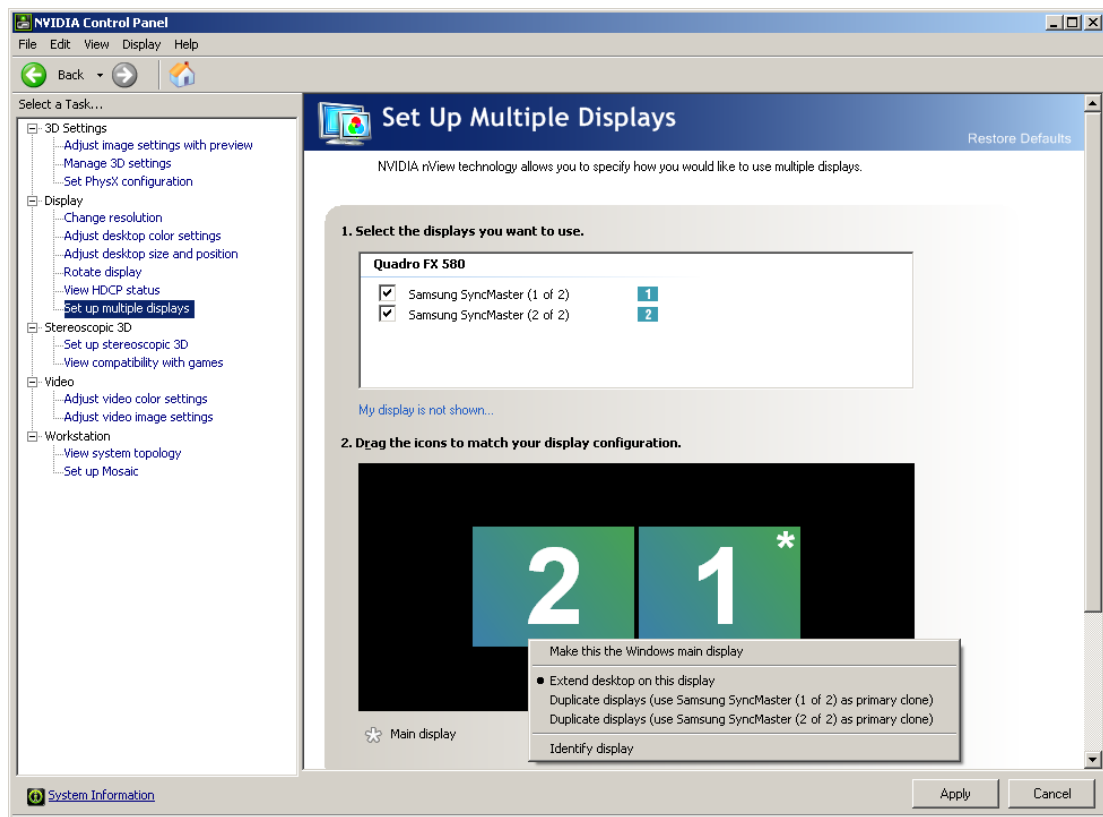 NVIDIA Control Panel
File Edit View Display Help
Back
Select a Task...
3D Settings
Adjust image settings with preview
Manage 3D settings
Set PhysX configuration
Display
Change resolution
Adjust desktop color settings
Adjust desktop size and position
Rotate display
View HDCP status
Set up multiple displays
Stereoscopic 3D
Set up stereoscopic 3D
View compatibility with games
Video
Adjust video color settings
Adjust video image settings
Workstation
View system topology
Set up Mosaic
Set Up Multiple Displays
Restore Defaults
NVIDIA nView technology allows you to specify how you would like to use multiple displays.
1. Select the displays you want to use.
Quadro FX 580
Samsung SyncMaster (1 of 2) 1
Samsung SyncMaster (2 of 2) 2
My display is not shown...
2. Drag the icons to match your display configuration.
2 1 *
Make this the Windows main display
Extend desktop on this display
Duplicate displays (use Samsung SyncMaster (1 of 2) as primary clone)
Duplicate displays (use Samsung SyncMaster (2 of 2) as primary clone)
Identify display
Main display
System Information
Apply Cancel